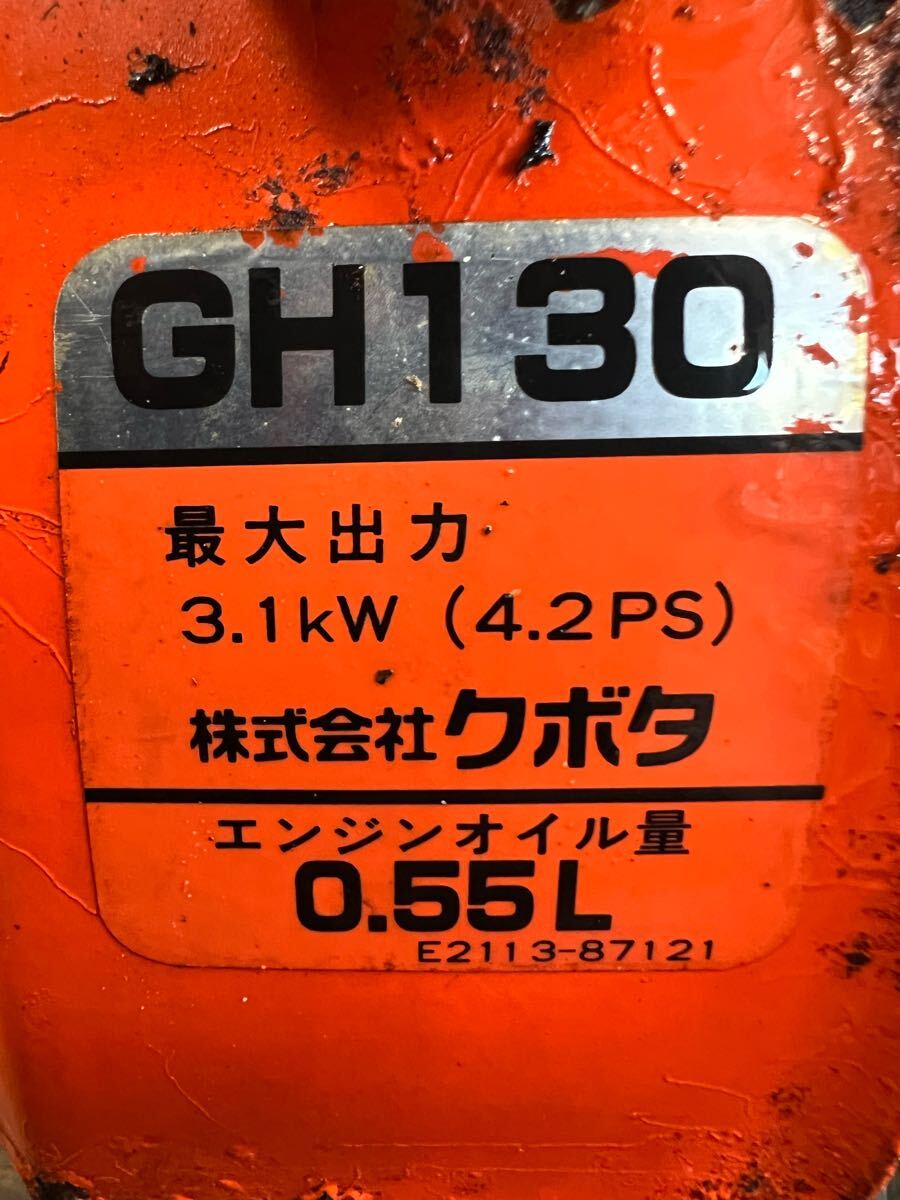 GH130
最大出力
3.1kW (4.2PS)
株式会社クボタ
エンジンオイル量
0.55L
E2113-87121